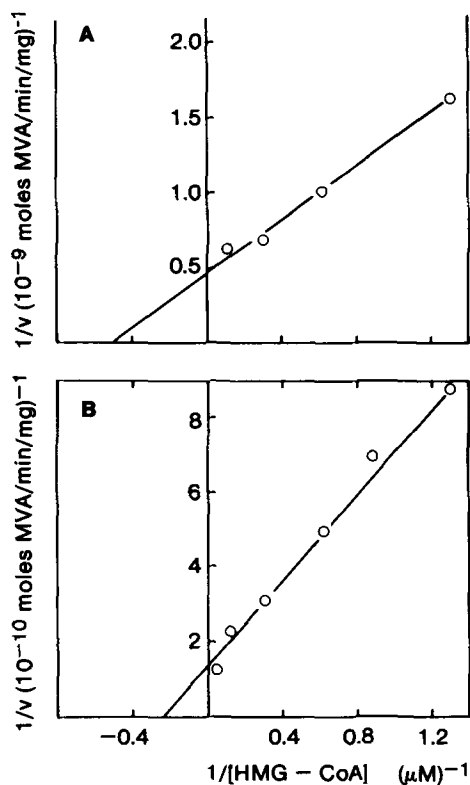 A
2.0
1.5
1.0
0.5
1/v (10⁻⁹ moles MVA/min/mg)⁻¹
B
8
6
4
2
1/v (10⁻¹⁰ moles MVA/min/mg)⁻¹
−0.4 0 0.4 0.8 1.2
1/[HMG − CoA] (μM)⁻¹